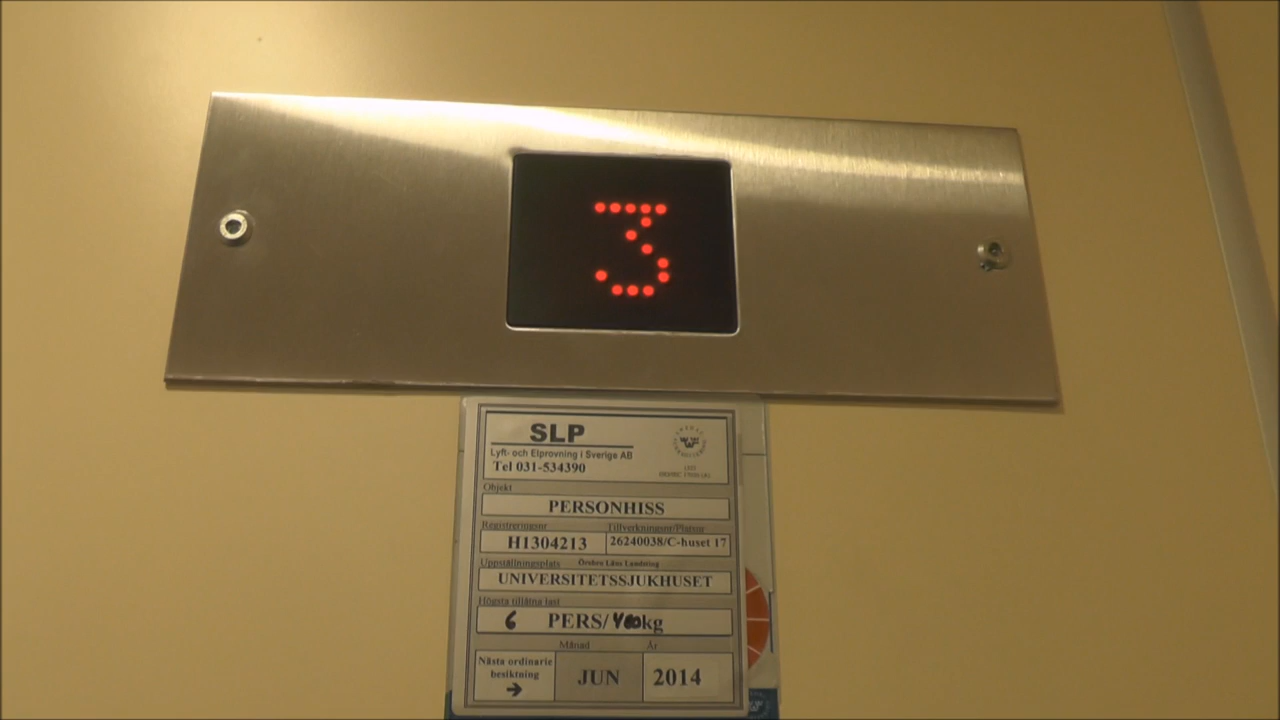 3
SLP
Lyft- och Elprovning i Sverige AB
Tel 031-534390
Objekt
PERSONHISS
Registreringsnr Tillverkningsnr/Platsnr
H1304213 26240038/C-huset 17
Uppställningsplats Örebro Läns Landsting
UNIVERSITETSSJUKHUSET
Högsta tillåtna last
6 PERS/ kg
Månad År
Nästa ordinarie
besiktning
→ JUN 2014